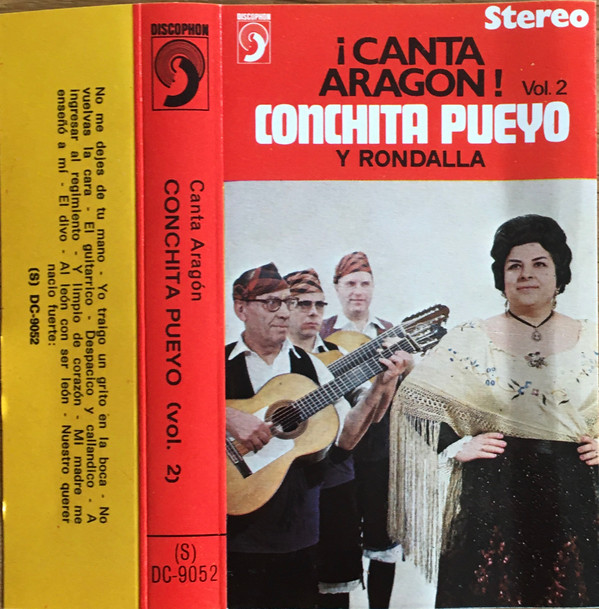 No me dejes de tu mano - Yo traigo un grito en la boca - No
vuelvas la cara - El guitarrico - Despacico y callandico - A
ingresar al regimiento - Y limpio de corazón - Mi madre me
enseñó a mí - El divo - Al león con ser león - Nuestro querer
nacio fuerte:
(S) DC-9052
DISCOPHON
Canta Aragón
CONCHITA PUEYO (vol. 2)
(S)
DC-9052
DISCOPHON
Stereo
¡CANTA
ARAGON! Vol. 2
CONCHITA PUEYO
Y RONDALLA